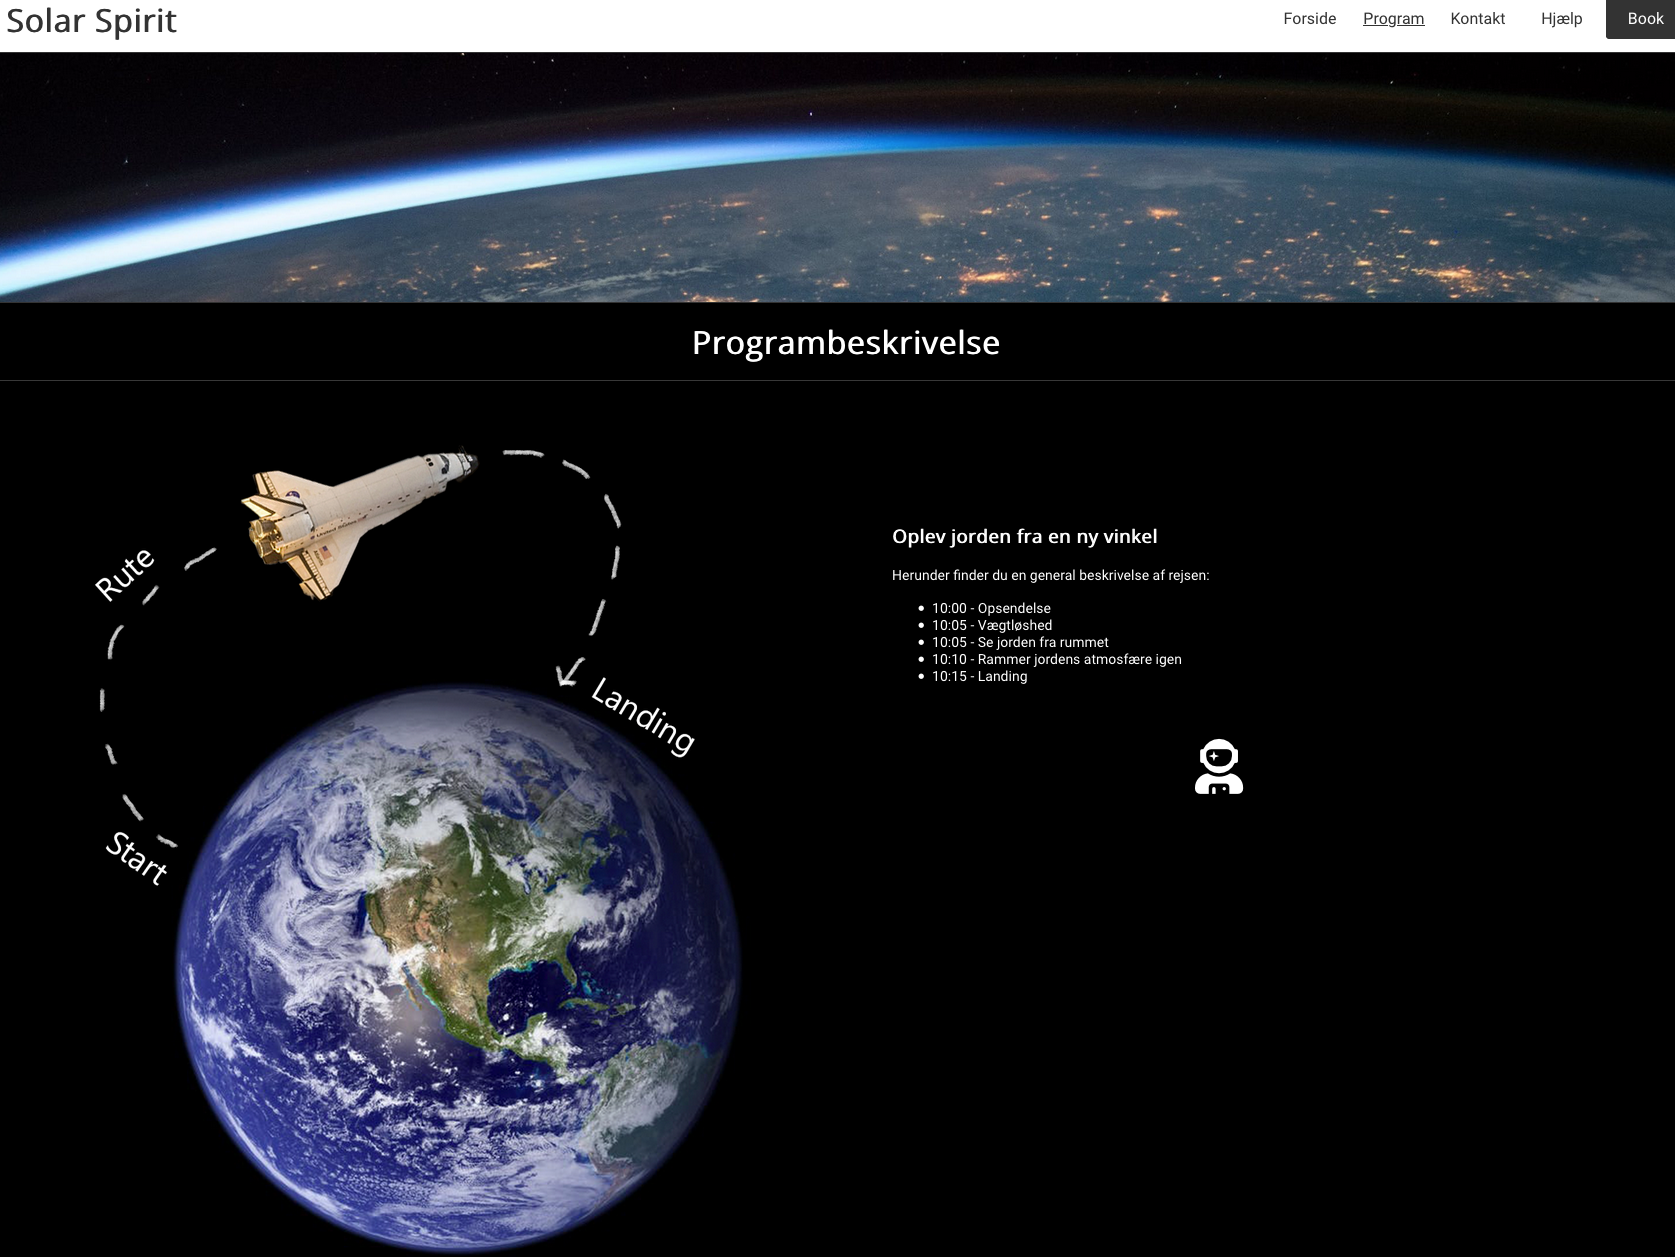 Solar Spirit
Forside Program Kontakt Hjælp Book
Programbeskrivelse
Rute
Landing
Start
Oplev jorden fra en ny vinkel
Herunder finder du en general beskrivelse af rejsen:
10:00 - Opsendelse
10:05 - Vægtløshed
10:05 - Se jorden fra rummet
10:10 - Rammer jordens atmosfære igen
10:15 - Landing